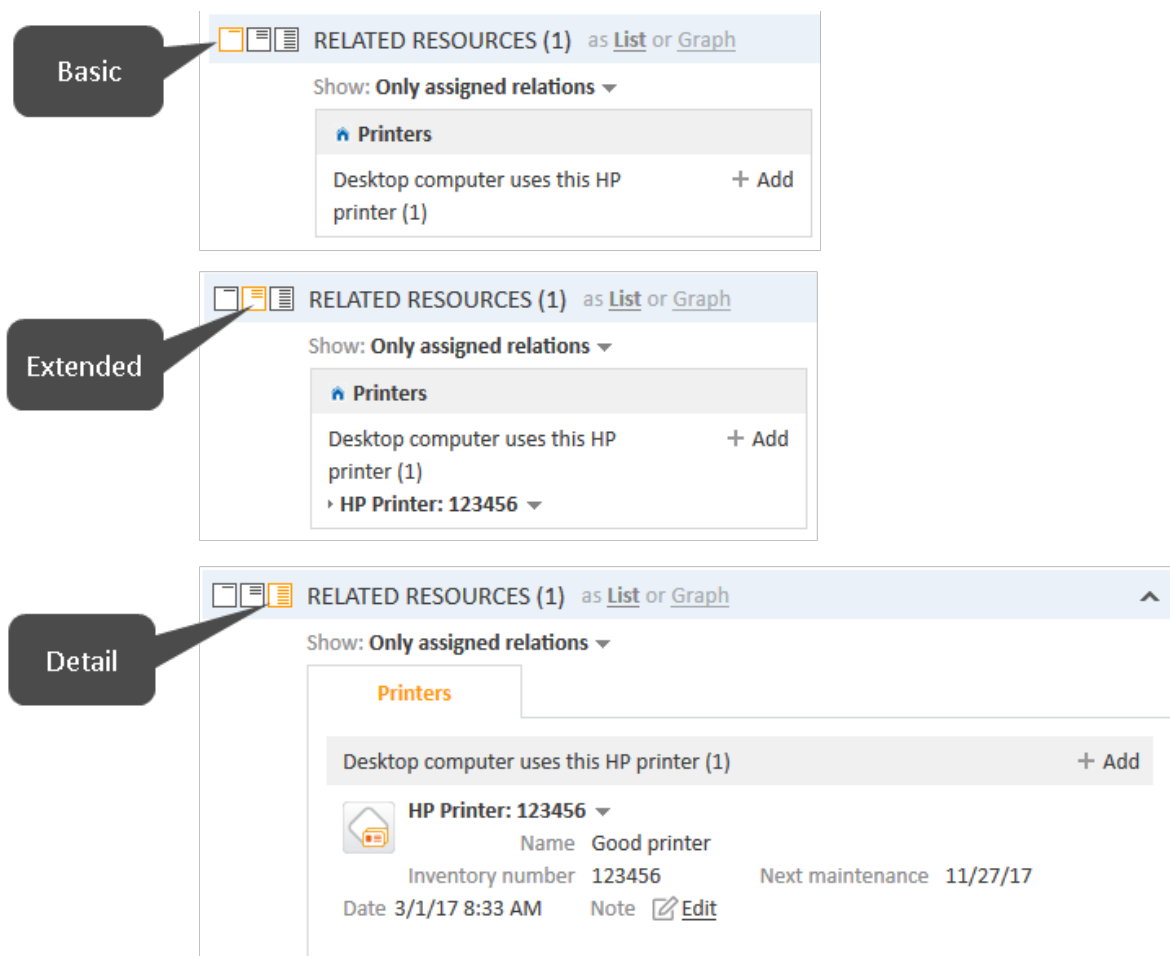 Basic
RELATED RESOURCES (1) as List or Graph
Show: Only assigned relations
Printers
Desktop computer uses this HP + Add
printer (1)
Extended
RELATED RESOURCES (1) as List or Graph
Show: Only assigned relations
Printers
Desktop computer uses this HP + Add
printer (1)
HP Printer: 123456
Detail
RELATED RESOURCES (1) as List or Graph
Show: Only assigned relations
Printers
Desktop computer uses this HP printer (1) + Add
HP Printer: 123456
Name Good printer
Inventory number 123456 Next maintenance 11/27/17
Date 3/1/17 8:33 AM Note Edit